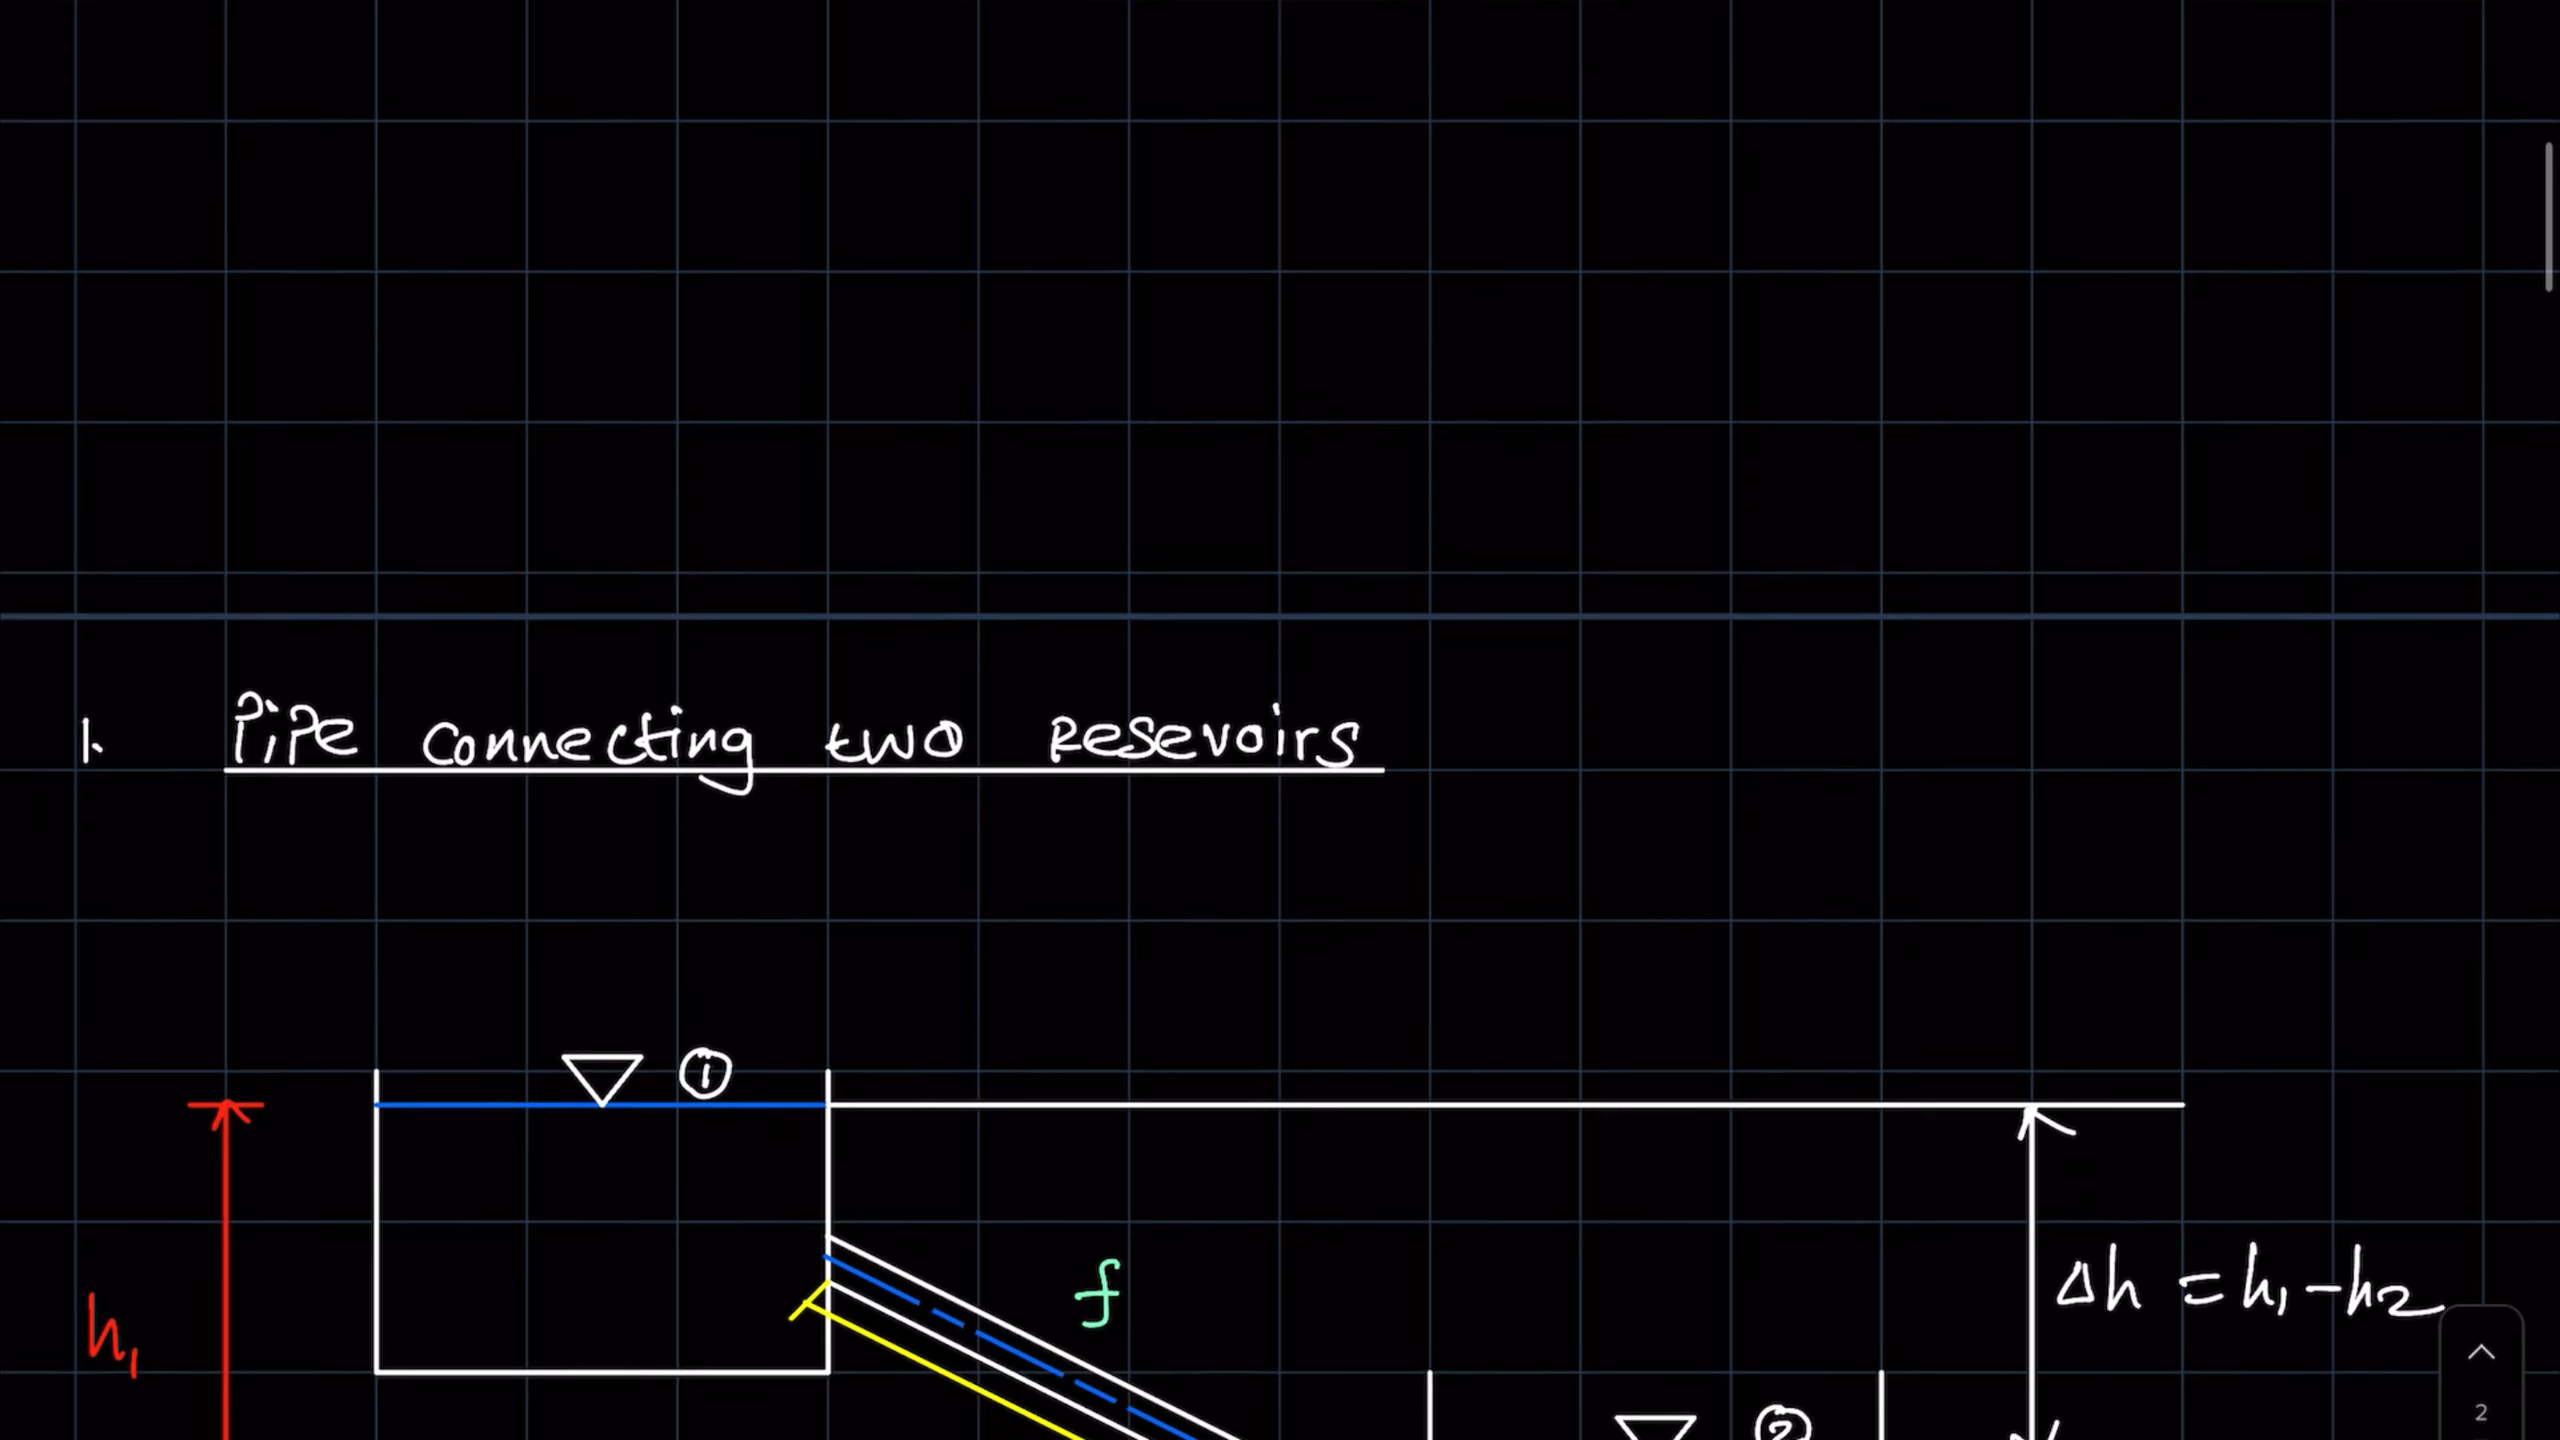 1. Pipe connecting two Resevoirs
①
f
Δh = h1 - h2
h1
②
2